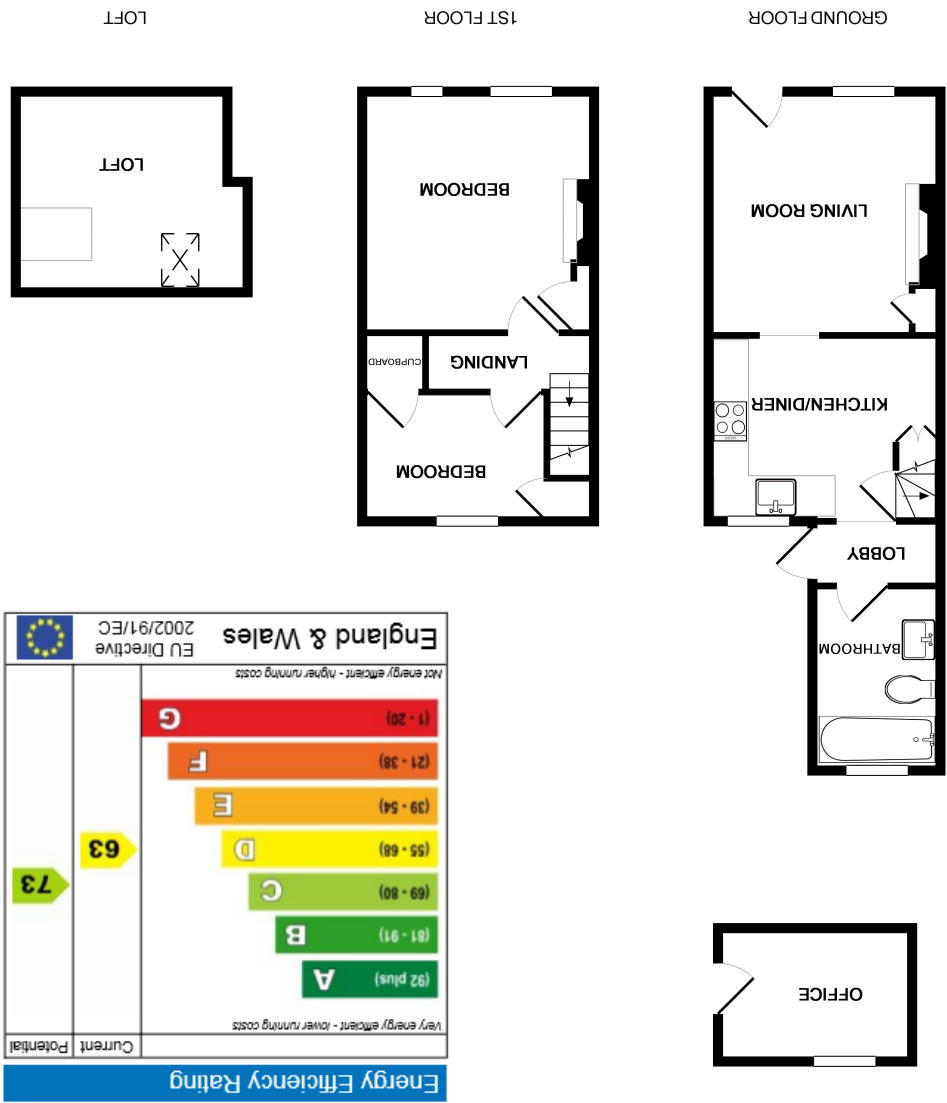 Energy Efficiency Rating
Current
Potential
Very energy efficient - lower running costs
(92 plus) A
(81 - 91) B
(69 - 80) C
(55 - 68) D
(39 - 54) E
(21 - 38) F
(1 - 20) G
63
73
Not energy efficient - higher running costs
England & Wales
EU Directive
2002/91/EC
OFFICE
BATHROOM
LOBBY
KITCHEN/DINER
LIVING ROOM
GROUND FLOOR
BEDROOM
LANDING
CUPBOARD
BEDROOM
1ST FLOOR
LOFT
LOFT